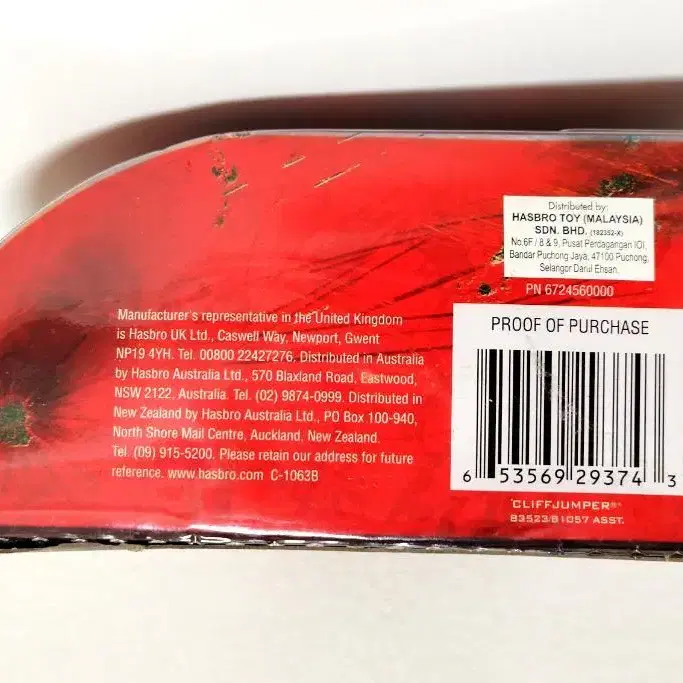 Distributed by:
HASBRO TOY (MALAYSIA)
SDN. BHD. (182352-X)
No.6F / 8 & 9, Pusat Perdagangan IOI,
Bandar Puchong Jaya, 47100 Puchong,
Selangor Darul Ehsan.
PN 6724560000
Manufacturer's representative in the United Kingdom
is Hasbro UK Ltd., Caswell Way, Newport, Gwent
NP19 4YH. Tel. 00800 22427276. Distributed in Australia
by Hasbro Australia Ltd., 570 Blaxland Road, Eastwood,
NSW 2122, Australia. Tel. (02) 9874-0999. Distributed in
New Zealand by Hasbro Australia Ltd., PO Box 100-940,
North Shore Mail Centre, Auckland, New Zealand.
Tel. (09) 915-5200. Please retain our address for future
reference. www.hasbro.com C-1063B
PROOF OF PURCHASE
6 53569 29374 3
CLIFFJUMPER®
83523/81057 ASST.